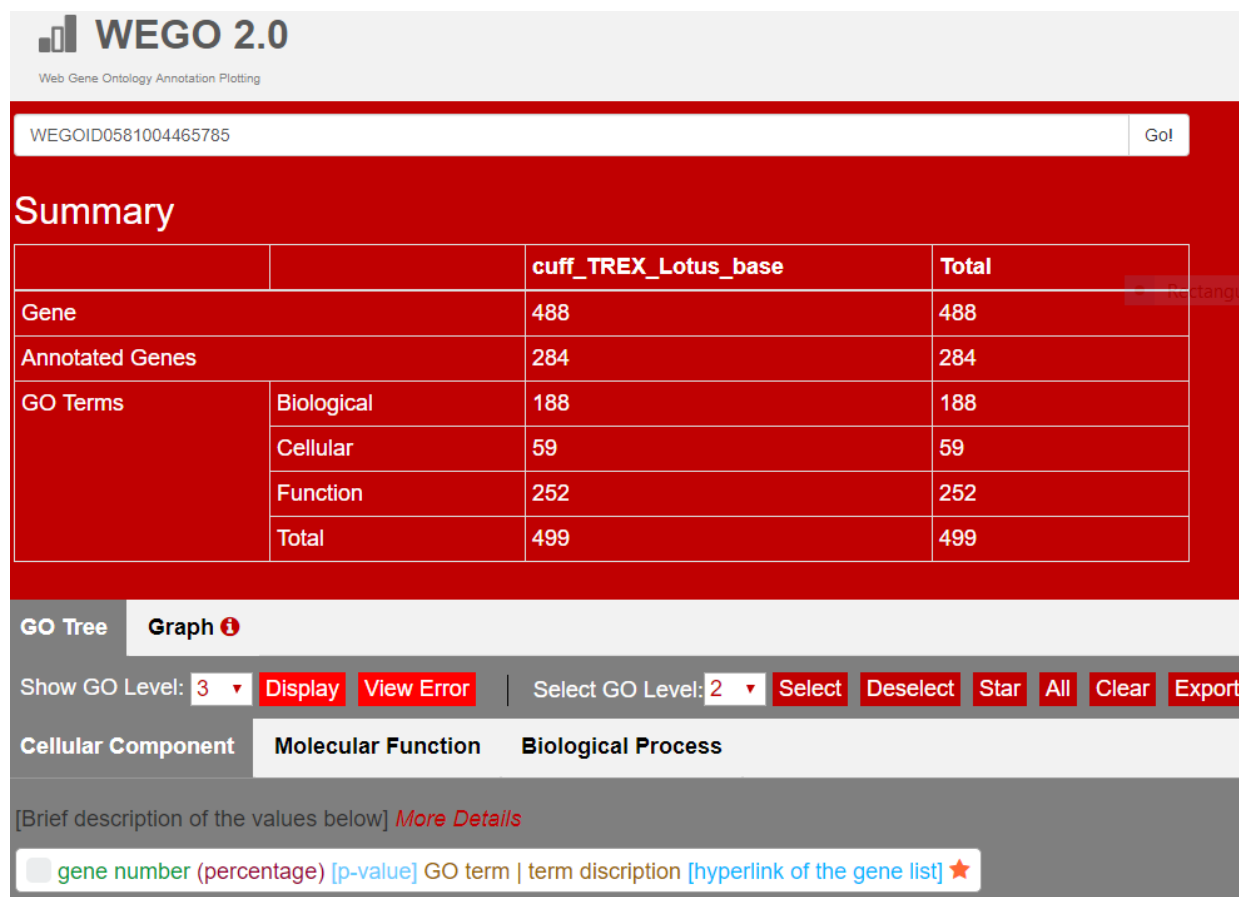 WEGO 2.0
Web Gene Ontology Annotation Plotting
WEGOID0581004465785 Go!
Summary
cuff_TREX_Lotus_base Total
Rectangu
Gene 488 488
Annotated Genes 284 284
GO Terms Biological 188 188
Cellular 59 59
Function 252 252
Total 499 499
GO Tree Graph
Show GO Level: 3 Display View Error Select GO Level: 2 Select Deselect Star All Clear Export
Cellular Component Molecular Function Biological Process
[Brief description of the values below] More Details
gene number (percentage) [p-value] GO term | term discription [hyperlink of the gene list]